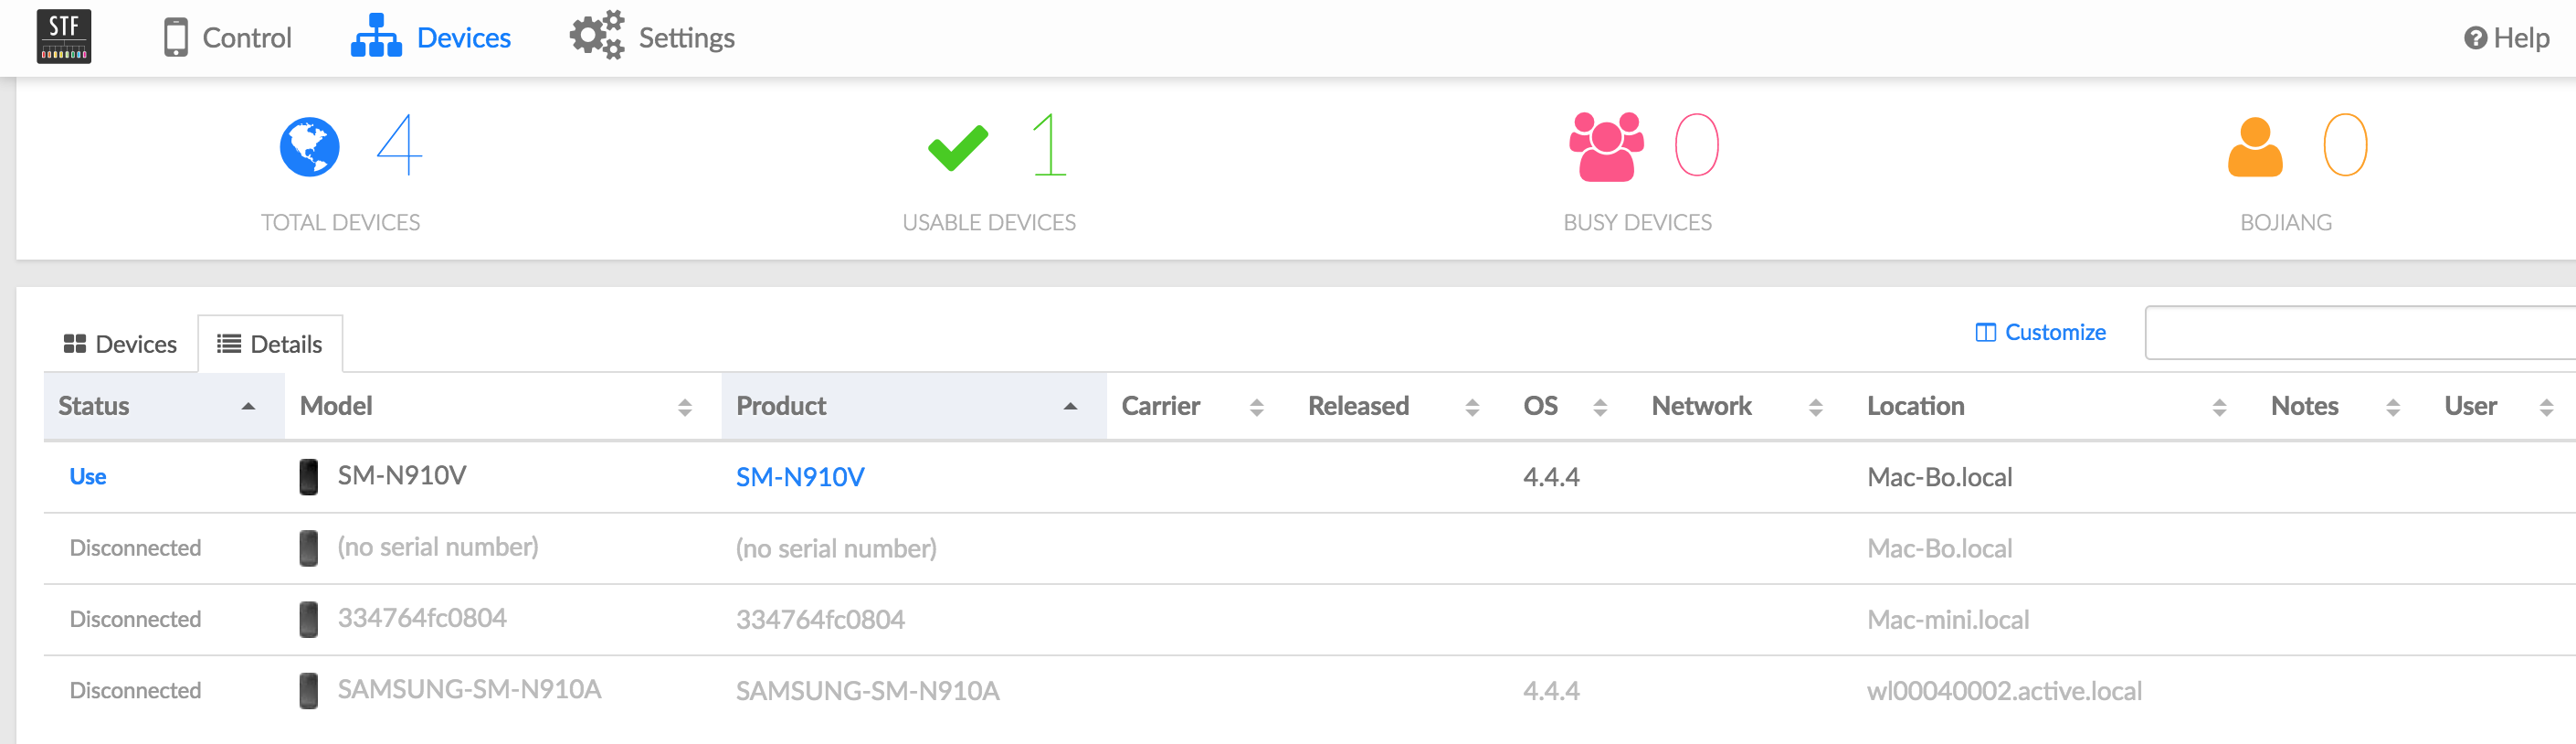 STF Control Devices Settings Help
4 1 0 0
TOTAL DEVICES USABLE DEVICES BUSY DEVICES BOJIANG
Devices Details Customize
Status Model Product Carrier Released OS Network Location Notes User
Use SM-N910V SM-N910V 4.4.4 Mac-Bo.local
Disconnected (no serial number) (no serial number) Mac-Bo.local
Disconnected 334764fc0804 334764fc0804 Mac-mini.local
Disconnected SAMSUNG-SM-N910A SAMSUNG-SM-N910A 4.4.4 wl00040002.active.local